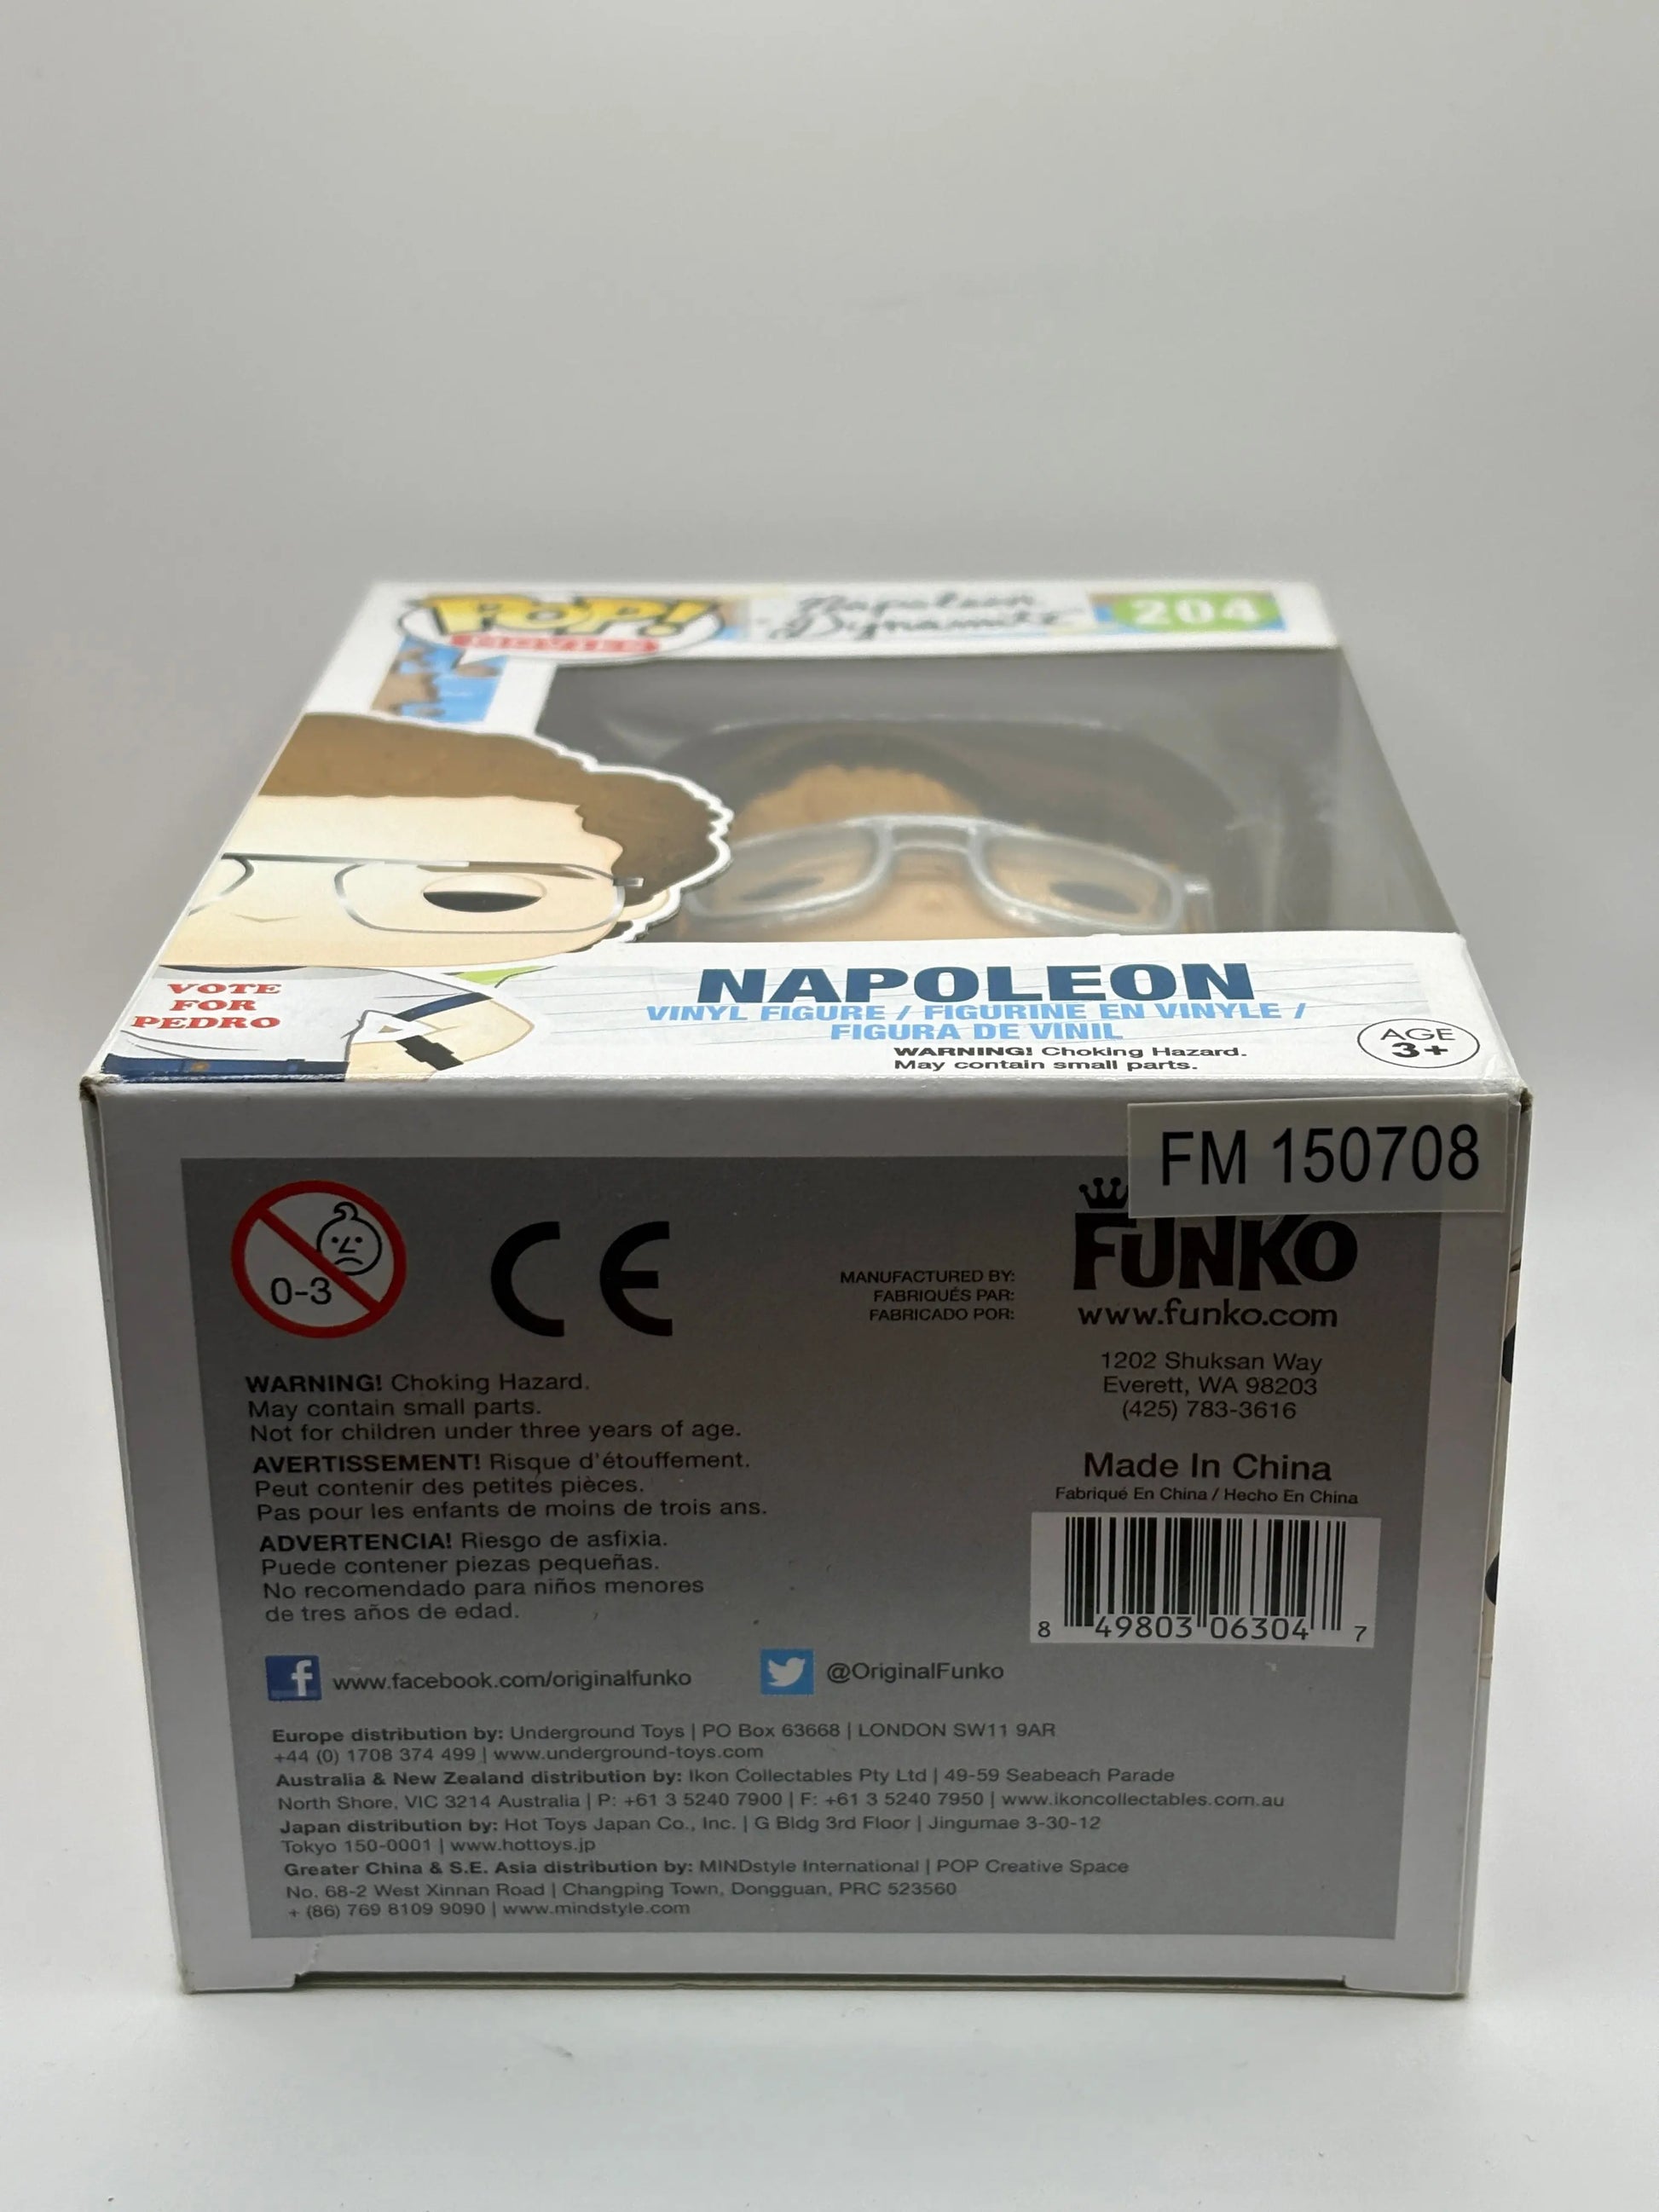 POP!
MOVIES
Napoleon
Dynamite
204
VOTE
FOR
PEDRO
NAPOLEON
VINYL FIGURE / FIGURINE EN VINYLE /
FIGURA DE VINIL
WARNING! Choking Hazard.
May contain small parts.
AGE
3+
FM 150708
0-3
CE
MANUFACTURED BY:
FABRIQUÉS PAR:
FABRICADO POR:
FUNKO
www.funko.com
1202 Shuksan Way
Everett, WA 98203
(425) 783-3616
Made In China
Fabriqué En China / Hecho En China
8 49803 06304 7
WARNING! Choking Hazard.
May contain small parts.
Not for children under three years of age.
AVERTISSEMENT! Risque d'étouffement.
Peut contenir des petites pièces.
Pas pour les enfants de moins de trois ans.
ADVERTENCIA! Riesgo de asfixia.
Puede contener piezas pequeñas.
No recomendado para niños menores
de tres años de edad.
f www.facebook.com/originalfunko
@OriginalFunko
Europe distribution by: Underground Toys | PO Box 63668 | LONDON SW11 9AR
+44 (0) 1708 374 499 | www.underground-toys.com
Australia & New Zealand distribution by: Ikon Collectables Pty Ltd | 49-59 Seabeach Parade
North Shore, VIC 3214 Australia | P: +61 3 5240 7900 | F: +61 3 5240 7950 | www.ikoncollectables.com.au
Japan distribution by: Hot Toys Japan Co., Inc. | G Bldg 3rd Floor | Jingumae 3-30-12
Tokyo 150-0001 | www.hottoys.jp
Greater China & S.E. Asia distribution by: MINDstyle International | POP Creative Space
No. 68-2 West Xinnan Road | Changping Town, Dongguan, PRC 523560
+ (86) 769 8109 9090 | www.mindstyle.com